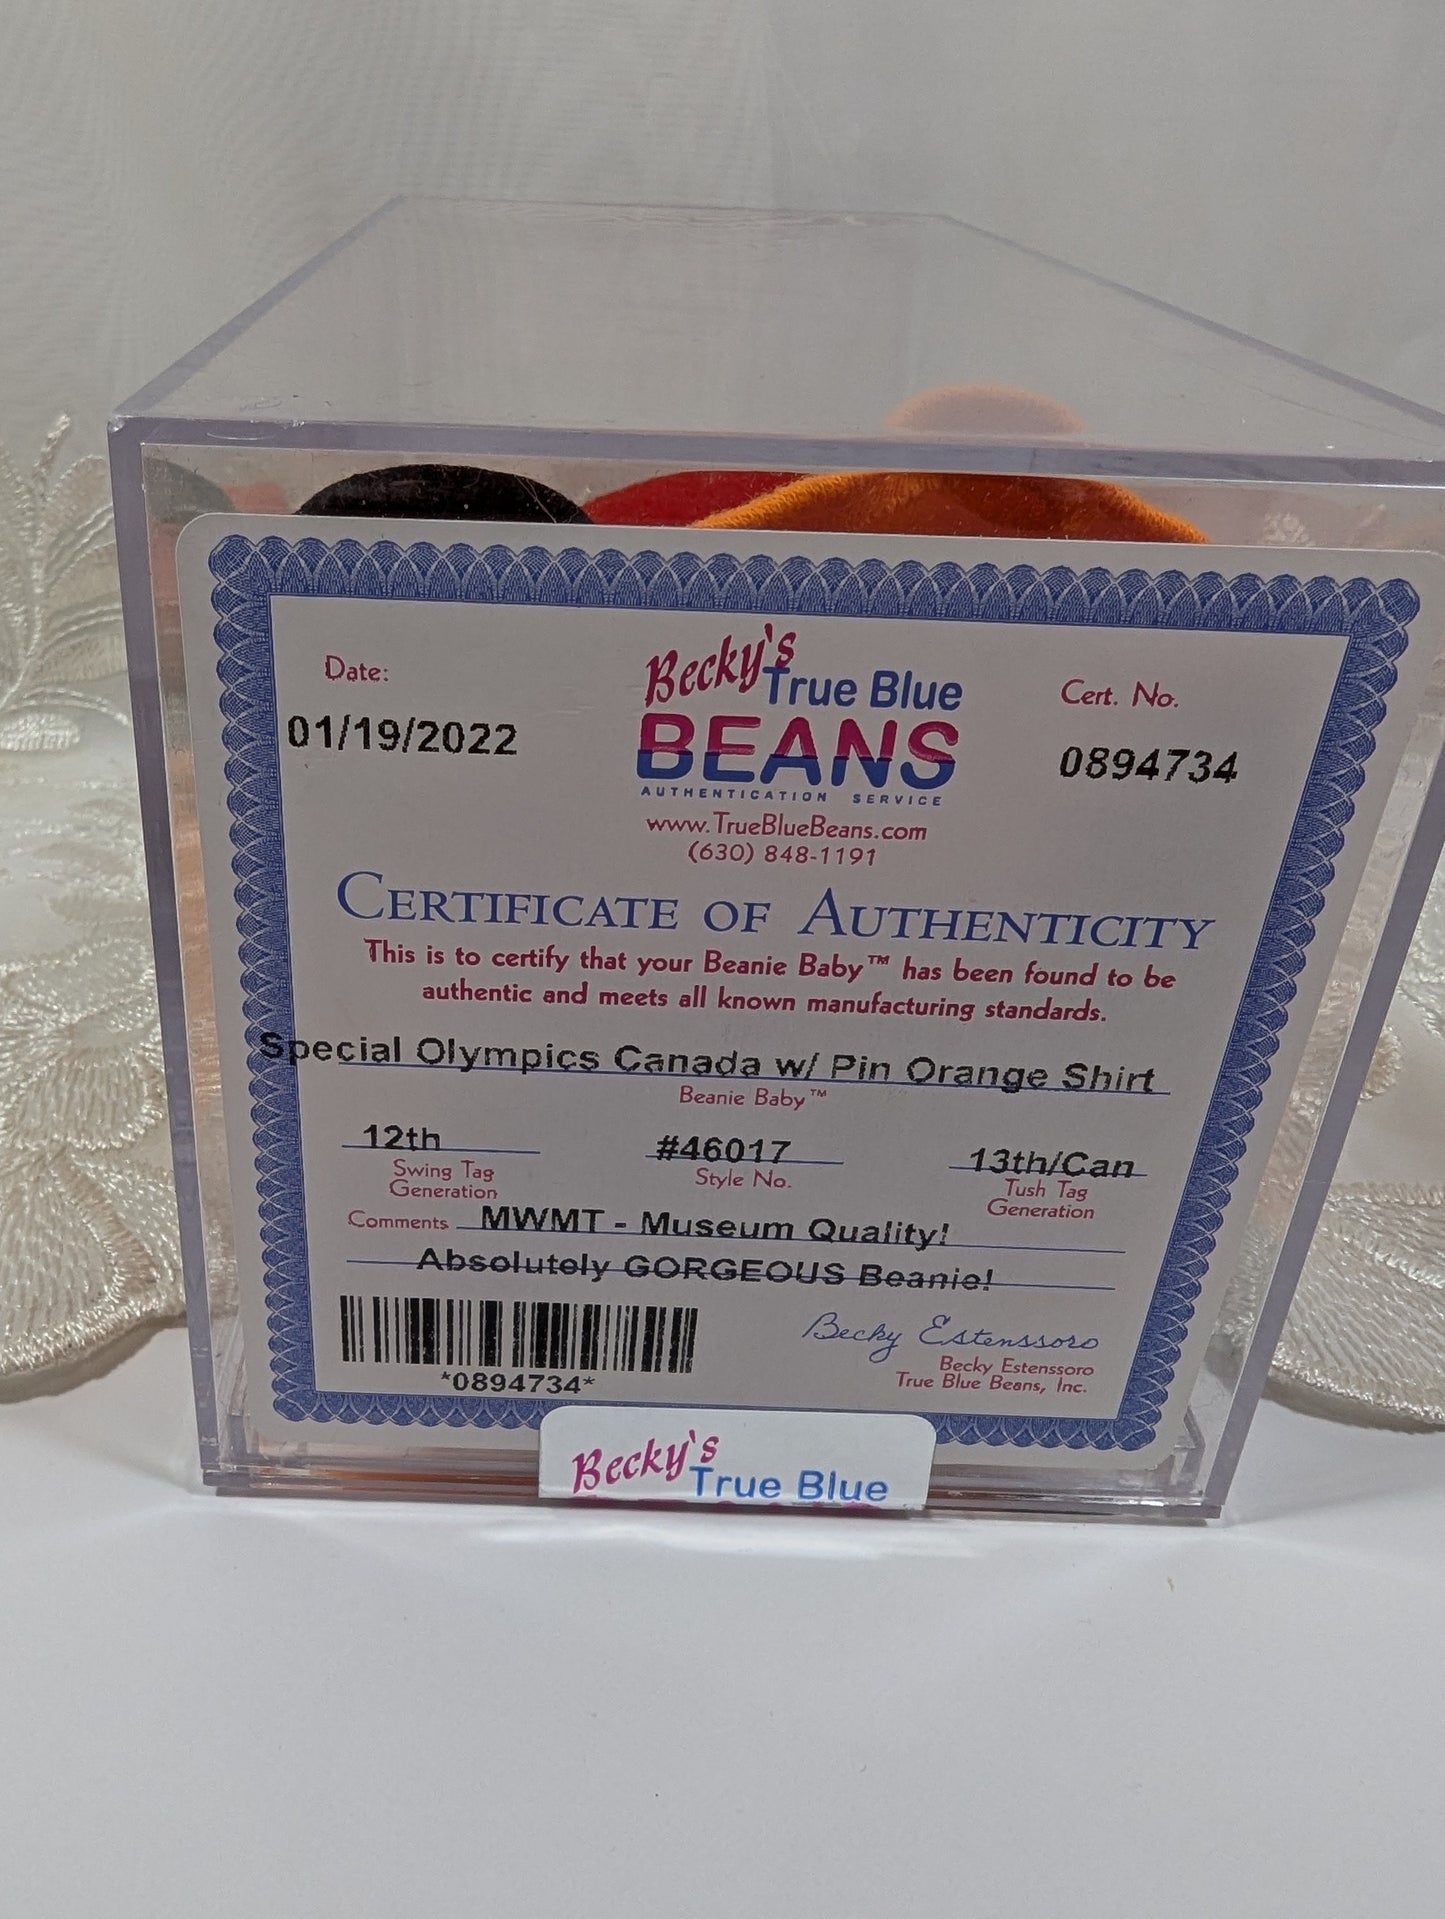 Date:
01/19/2022
Becky's
True Blue
BEANS
AUTHENTICATION SERVICE
www.TrueBlueBeans.com
(630) 848-1191
Cert. No.
0894734
CERTIFICATE OF AUTHENTICITY
This is to certify that your Beanie Baby™ has been found to be
authentic and meets all known manufacturing standards.
Special Olympics Canada w/ Pin Orange Shirt
Beanie Baby™
12th #46017 13th/Can
Swing Tag Generation
Style No.
Tush Tag Generation
Comments MWMT - Museum Quality!
Absolutely GORGEOUS Beanie!
*0894734*
Becky Estenssoro
Becky Estenssoro
True Blue Beans, Inc.
Becky's
True Blue